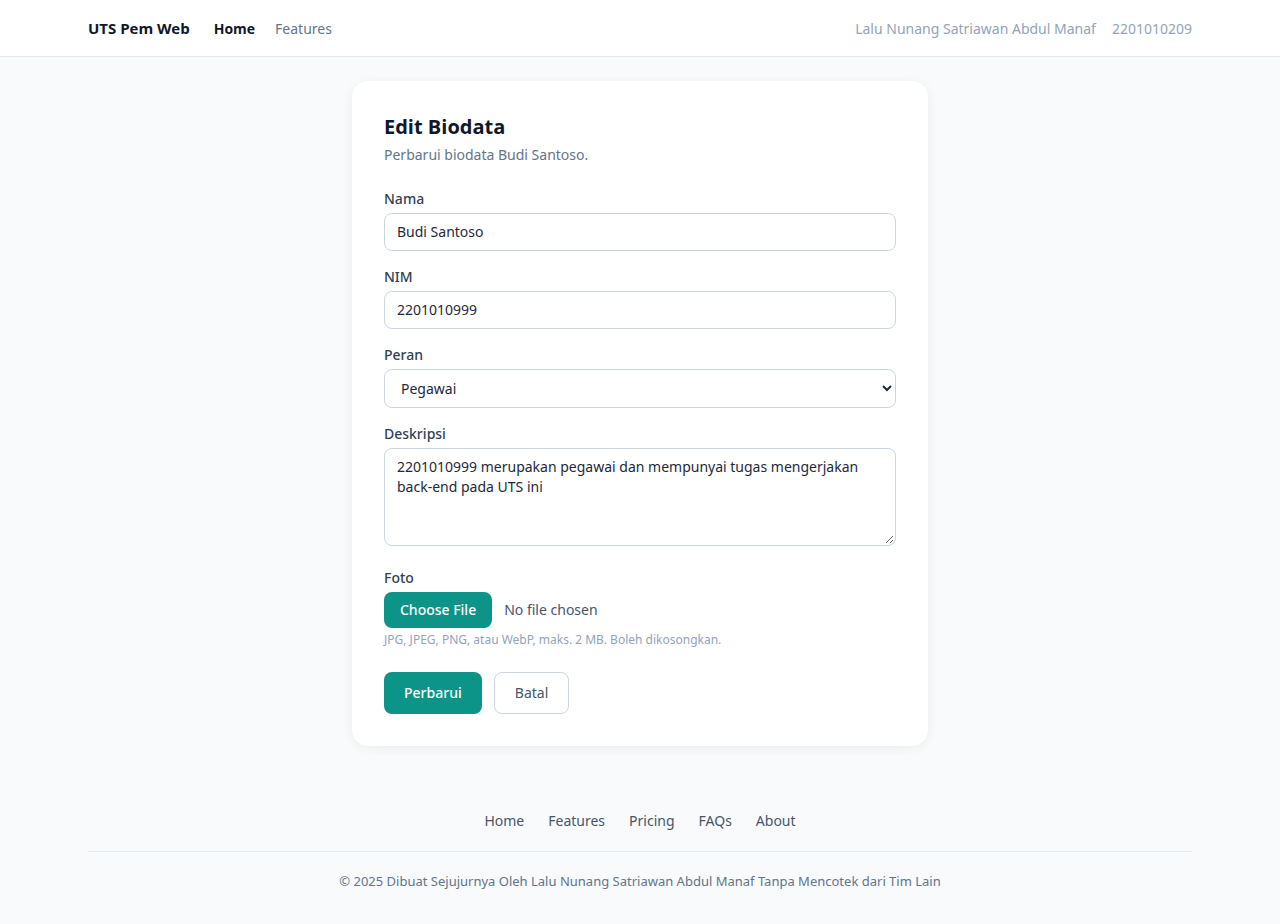 UTS Pem Web Home Features Lalu Nunang Satriawan Abdul Manaf 2201010209
Edit Biodata
Perbarui biodata Budi Santoso.
Nama
Budi Santoso
NIM
2201010999
Peran
Pegawai
Deskripsi
2201010999 merupakan pegawai dan mempunyai tugas mengerjakan
back-end pada UTS ini
Foto
Choose File No file chosen
JPG, JPEG, PNG, atau WebP, maks. 2 MB. Boleh dikosongkan.
Perbarui Batal
Home Features Pricing FAQs About
© 2025 Dibuat Sejujurnya Oleh Lalu Nunang Satriawan Abdul Manaf Tanpa Mencotek dari Tim Lain